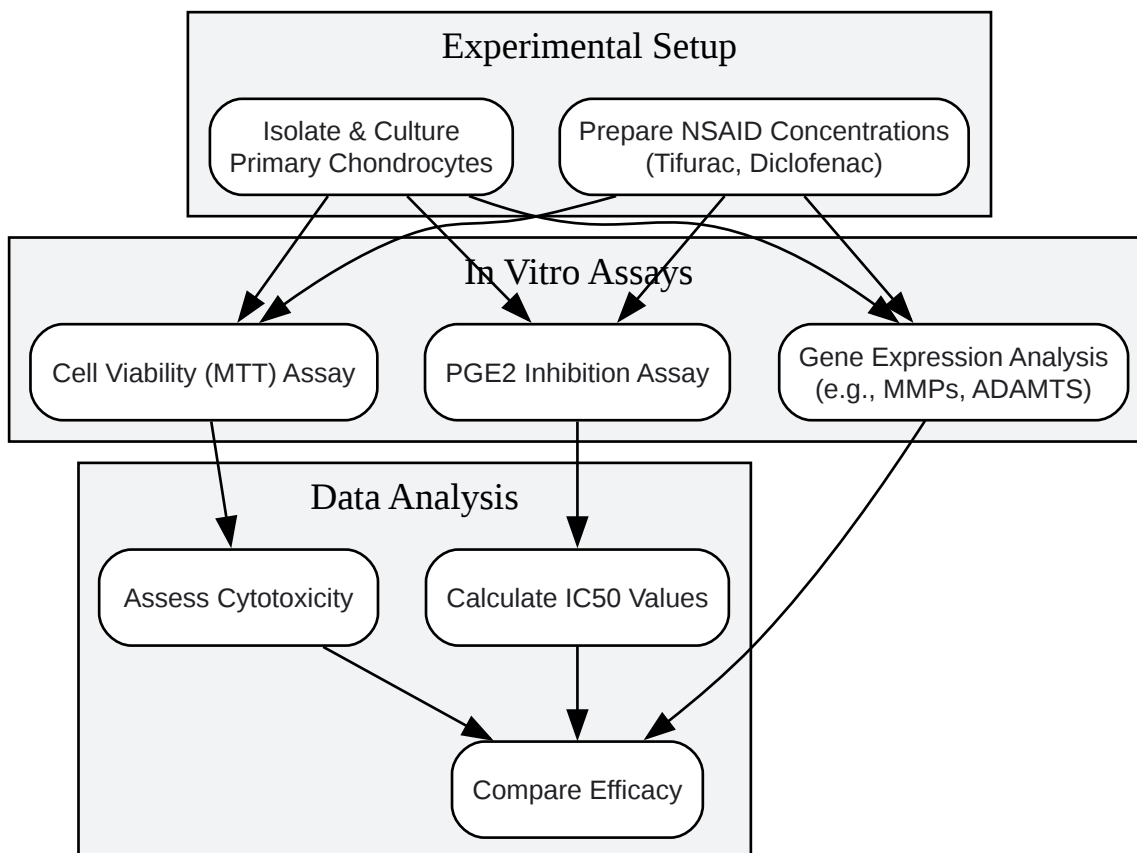 Experimental Setup
Isolate & Culture
Primary Chondrocytes
Prepare NSAID Concentrations
(Tifurac, Diclofenac)
In Vitro Assays
Cell Viability (MTT) Assay
PGE2 Inhibition Assay
Gene Expression Analysis
(e.g., MMPs, ADAMTS)
Data Analysis
Assess Cytotoxicity
Calculate IC50 Values
Compare Efficacy